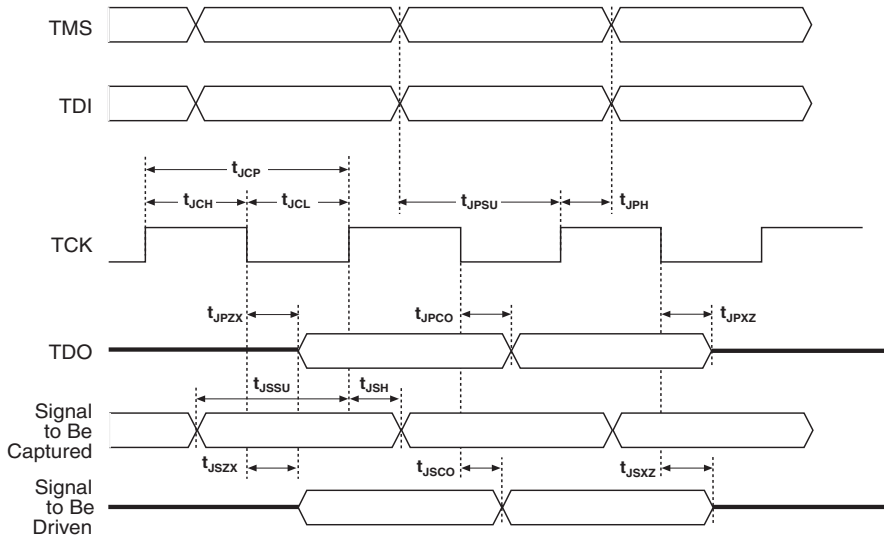 TMS
TDI
tJCP
tJCH
tJCL
tJPSU
tJPH
TCK
tJPZX
tJPCO
tJPXZ
TDO
tJSSU
tJSH
Signal
to Be
Captured
tJSZX
tJSCO
tJSXZ
Signal
to Be
Driven